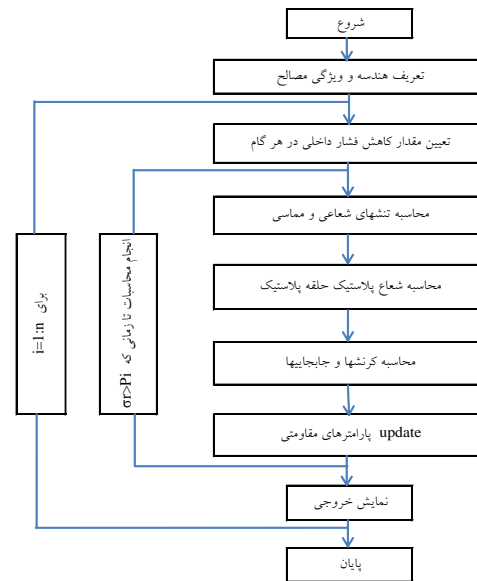 شروع
تعریف هندسه و ویژگی مصالح
تعیین مقدار کاهش فشار داخلی در هر گام
محاسبه تنشهای شعاعی و مماسی
محاسبه شعاع پلاستیک حلقه پلاستیک
محاسبه کرنشها و جابجاییها
update پارامترهای مقاومتی
نمایش خروجی
پایان
انجام محاسبات تا زمانی که
σr>Pi
برای i=1:n